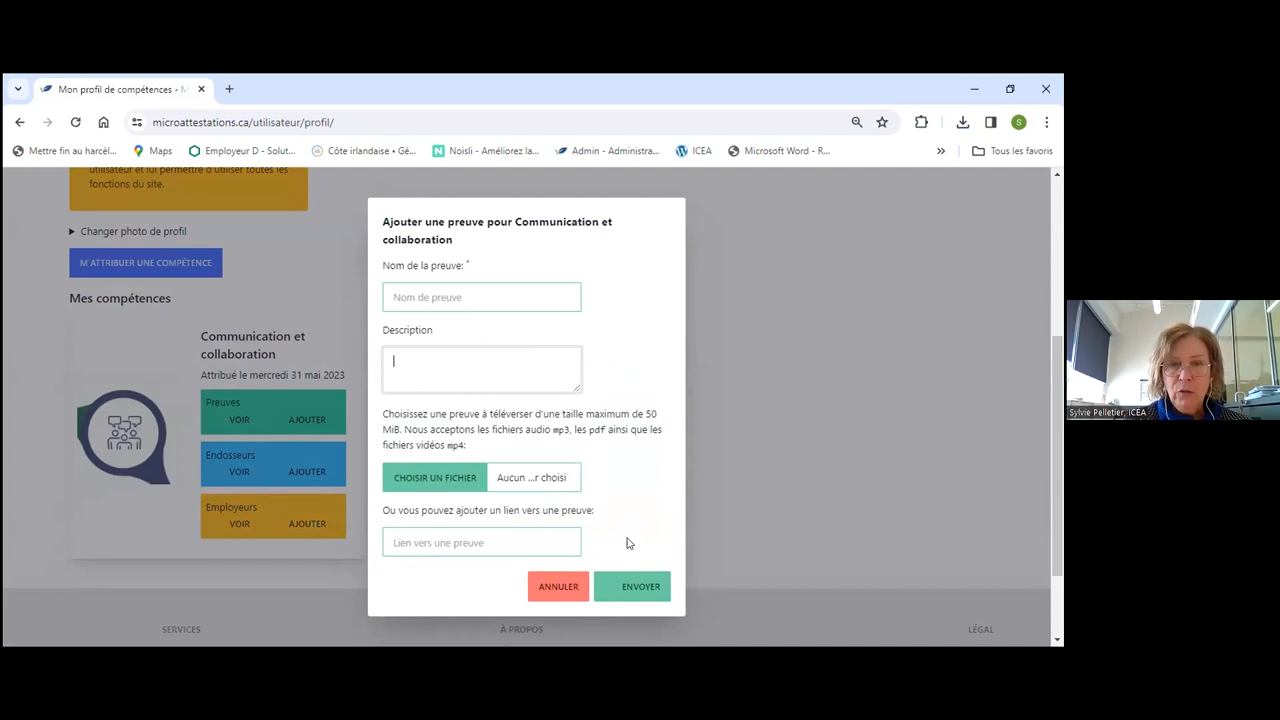 Mon profil de compétences - M
microattestations.ca/utilisateur/profil/
S
Mettre fin au harcèl...
Maps
Employeur D - Solut...
Côte irlandaise • Gé...
Noisli - Améliorez la...
Admin - Administra...
ICEA
Microsoft Word - R...
»
Tous les favoris
utilisateur et lui permettre d'utiliser toutes les
fonctions du site.
Changer photo de profil
M'ATTRIBUER UNE COMPÉTENCE
Mes compétences
Communication et
collaboration
Attribué le mercredi 31 mai 2023
Preuves
VOIR AJOUTER
Endosseurs
VOIR AJOUTER
Employeurs
VOIR AJOUTER
Ajouter une preuve pour Communication et
collaboration
Nom de la preuve: *
Nom de preuve
Description
Choisissez une preuve à téléverser d'une taille maximum de 50
MiB. Nous acceptons les fichiers audio mp3, les pdf ainsi que les
fichiers vidéos mp4:
CHOISIR UN FICHIER Aucun ...r choisi
Ou vous pouvez ajouter un lien vers une preuve:
Lien vers une preuve
ANNULER ENVOYER
SERVICES À PROPOS LÉGAL
Sylvie Pelletier, ICEA